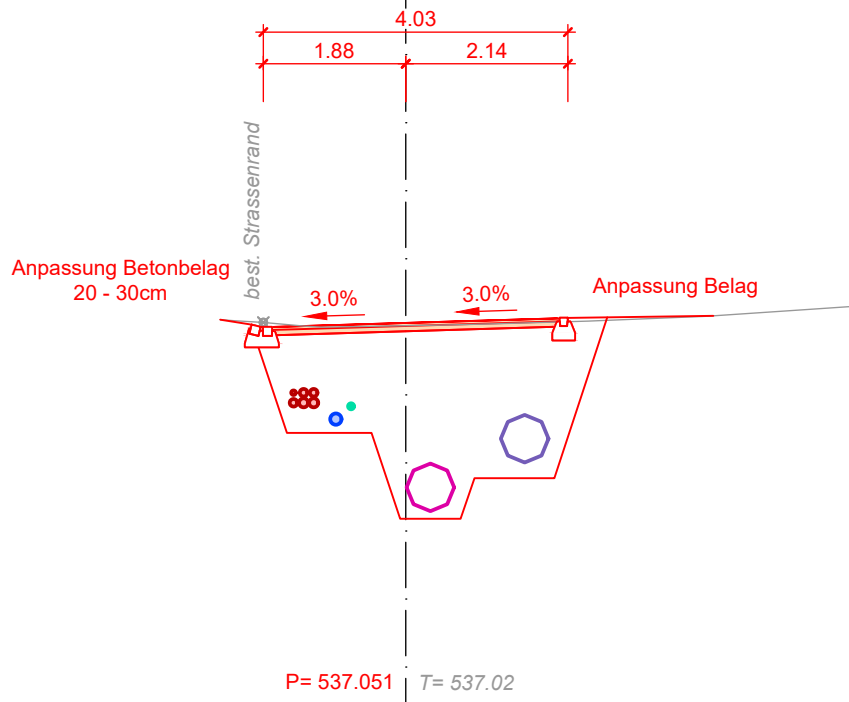 4.03
1.88
2.14
best. Strassenrand
Anpassung Betonbelag
20 - 30cm
3.0%
3.0%
Anpassung Belag
P= 537.051
T= 537.02